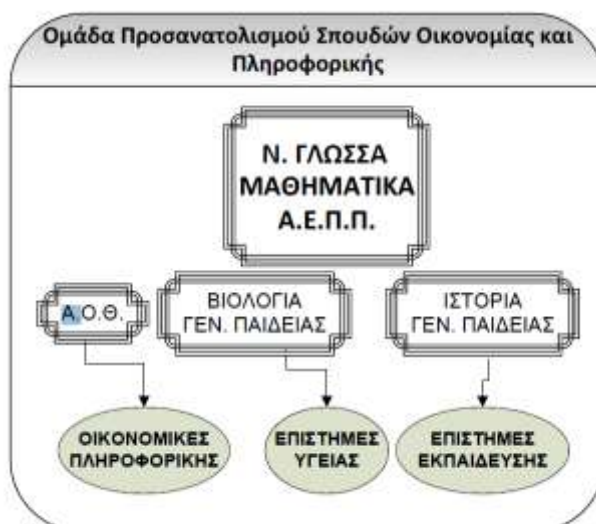 Ομάδα Προσανατολισμού Σπουδών Οικονομίας και
Πληροφορικής
Ν. ΓΛΩΣΣΑ
ΜΑΘΗΜΑΤΙΚΑ
Α.Ε.Π.Π.
Α.Ο.Θ.
ΒΙΟΛΟΓΙΑ
ΓΕΝ. ΠΑΙΔΕΙΑΣ
ΙΣΤΟΡΙΑ
ΓΕΝ. ΠΑΙΔΕΙΑΣ
ΟΙΚΟΝΟΜΙΚΕΣ
ΠΛΗΡΟΦΟΡΙΚΗΣ
ΕΠΙΣΤΗΜΕΣ
ΥΓΕΙΑΣ
ΕΠΙΣΤΗΜΕΣ
ΕΚΠΑΙΔΕΥΣΗΣ